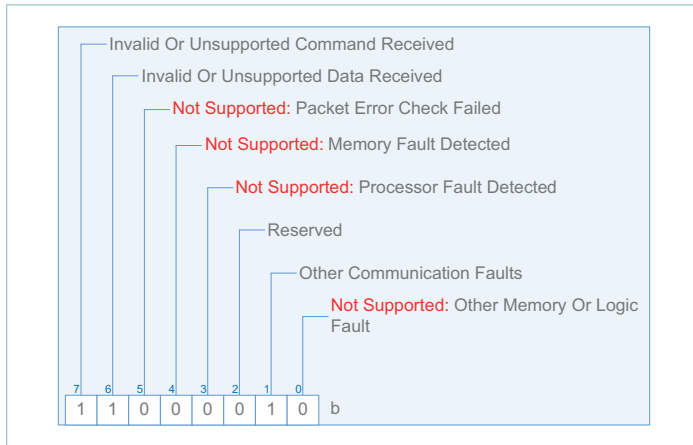 Invalid Or Unsupported Command Received
Invalid Or Unsupported Data Received
Not Supported: Packet Error Check Failed
Not Supported: Memory Fault Detected
Not Supported: Processor Fault Detected
Reserved
Other Communication Faults
Not Supported: Other Memory Or Logic
Fault
7 6 5 4 3 2 1 0
1 1 0 0 0 0 1 0 b